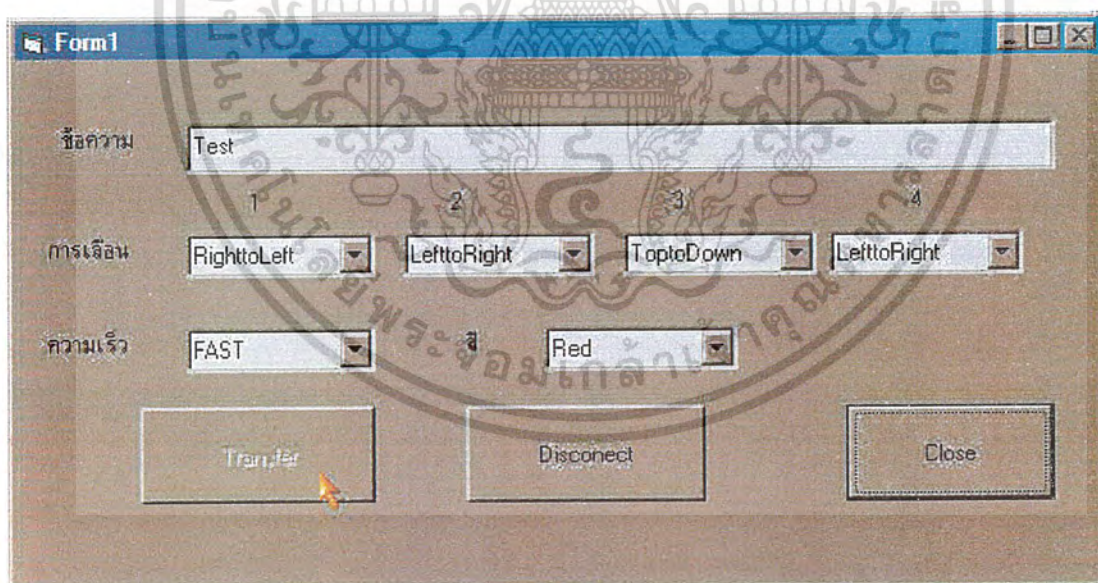 Form1
ข้อความ Test
1 2 3 4
การเลื่อน RighttoLeft LefttoRight ToptoDown LefttoRight
ความเร็ว FAST สี Red
Transfer Disconect Close